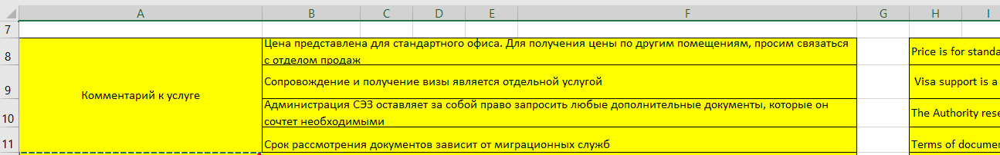 A B C D E F G H I
7
8
Цена представлена для стандартного офиса. Для получения цены по другим помещениям, просим связаться
с отделом продаж
Price is for standa
9
Комментарий к услуге
Сопровождение и получение визы является отдельной услугой
Visa support is a
10
Администрация СЭЗ оставляет за собой право запросить любые дополнительные документы, которые он
сочтет необходимыми
The Authority rese
11
Срок рассмотрения документов зависит от миграционных служб
Terms of documer